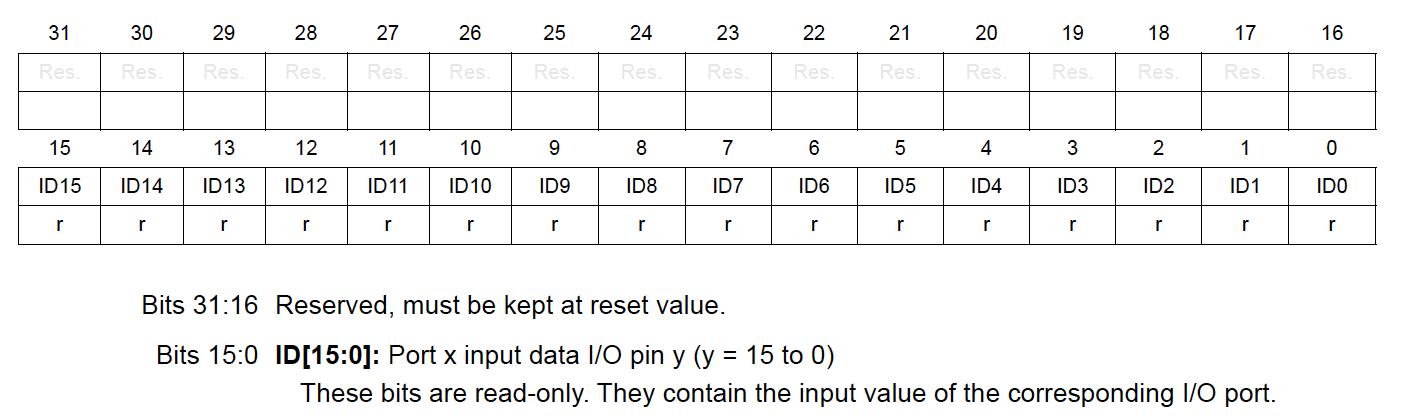 31 30 29 28 27 26 25 24 23 22 21 20 19 18 17 16
Res. Res. Res. Res. Res. Res. Res. Res. Res. Res. Res. Res. Res. Res. Res. Res.
15 14 13 12 11 10 9 8 7 6 5 4 3 2 1 0
ID15 ID14 ID13 ID12 ID11 ID10 ID9 ID8 ID7 ID6 ID5 ID4 ID3 ID2 ID1 ID0
r r r r r r r r r r r r r r r r
Bits 31:16 Reserved, must be kept at reset value.
Bits 15:0 ID[15:0]: Port x input data I/O pin y (y = 15 to 0)
These bits are read-only. They contain the input value of the corresponding I/O port.